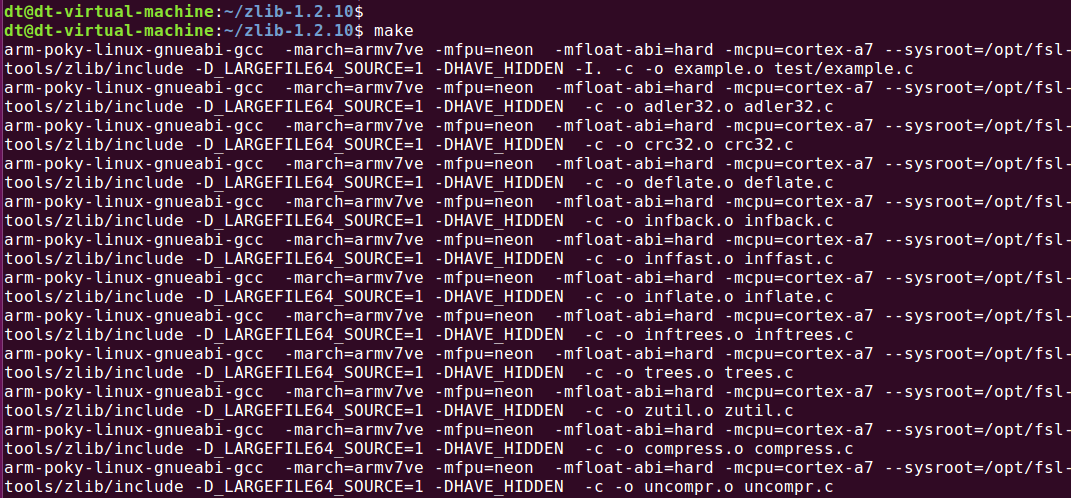 dt@dt-virtual-machine:~/zlib-1.2.10$
dt@dt-virtual-machine:~/zlib-1.2.10$ make
arm-poky-linux-gnueabi-gcc  -march=armv7ve -mfpu=neon  -mfloat-abi=hard -mcpu=cortex-a7 --sysroot=/opt/fsl-
tools/zlib/include -D_LARGEFILE64_SOURCE=1 -DHAVE_HIDDEN -I. -c -o example.o test/example.c
arm-poky-linux-gnueabi-gcc  -march=armv7ve -mfpu=neon  -mfloat-abi=hard -mcpu=cortex-a7 --sysroot=/opt/fsl-
tools/zlib/include -D_LARGEFILE64_SOURCE=1 -DHAVE_HIDDEN  -c -o adler32.o adler32.c
arm-poky-linux-gnueabi-gcc  -march=armv7ve -mfpu=neon  -mfloat-abi=hard -mcpu=cortex-a7 --sysroot=/opt/fsl-
tools/zlib/include -D_LARGEFILE64_SOURCE=1 -DHAVE_HIDDEN  -c -o crc32.o crc32.c
arm-poky-linux-gnueabi-gcc  -march=armv7ve -mfpu=neon  -mfloat-abi=hard -mcpu=cortex-a7 --sysroot=/opt/fsl-
tools/zlib/include -D_LARGEFILE64_SOURCE=1 -DHAVE_HIDDEN  -c -o deflate.o deflate.c
arm-poky-linux-gnueabi-gcc  -march=armv7ve -mfpu=neon  -mfloat-abi=hard -mcpu=cortex-a7 --sysroot=/opt/fsl-
tools/zlib/include -D_LARGEFILE64_SOURCE=1 -DHAVE_HIDDEN  -c -o infback.o infback.c
arm-poky-linux-gnueabi-gcc  -march=armv7ve -mfpu=neon  -mfloat-abi=hard -mcpu=cortex-a7 --sysroot=/opt/fsl-
tools/zlib/include -D_LARGEFILE64_SOURCE=1 -DHAVE_HIDDEN  -c -o inffast.o inffast.c
arm-poky-linux-gnueabi-gcc  -march=armv7ve -mfpu=neon  -mfloat-abi=hard -mcpu=cortex-a7 --sysroot=/opt/fsl-
tools/zlib/include -D_LARGEFILE64_SOURCE=1 -DHAVE_HIDDEN  -c -o inflate.o inflate.c
arm-poky-linux-gnueabi-gcc  -march=armv7ve -mfpu=neon  -mfloat-abi=hard -mcpu=cortex-a7 --sysroot=/opt/fsl-
tools/zlib/include -D_LARGEFILE64_SOURCE=1 -DHAVE_HIDDEN  -c -o inftrees.o inftrees.c
arm-poky-linux-gnueabi-gcc  -march=armv7ve -mfpu=neon  -mfloat-abi=hard -mcpu=cortex-a7 --sysroot=/opt/fsl-
tools/zlib/include -D_LARGEFILE64_SOURCE=1 -DHAVE_HIDDEN  -c -o trees.o trees.c
arm-poky-linux-gnueabi-gcc  -march=armv7ve -mfpu=neon  -mfloat-abi=hard -mcpu=cortex-a7 --sysroot=/opt/fsl-
tools/zlib/include -D_LARGEFILE64_SOURCE=1 -DHAVE_HIDDEN  -c -o zutil.o zutil.c
arm-poky-linux-gnueabi-gcc  -march=armv7ve -mfpu=neon  -mfloat-abi=hard -mcpu=cortex-a7 --sysroot=/opt/fsl-
tools/zlib/include -D_LARGEFILE64_SOURCE=1 -DHAVE_HIDDEN  -c -o compress.o compress.c
arm-poky-linux-gnueabi-gcc  -march=armv7ve -mfpu=neon  -mfloat-abi=hard -mcpu=cortex-a7 --sysroot=/opt/fsl-
tools/zlib/include -D_LARGEFILE64_SOURCE=1 -DHAVE_HIDDEN  -c -o uncompr.o uncompr.c